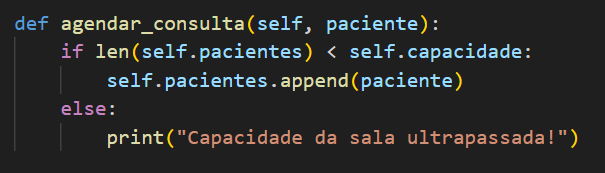 def agendar_consulta(self, paciente):
    if len(self.pacientes) < self.capacidade:
        self.pacientes.append(paciente)
    else:
        print("Capacidade da sala ultrapassada!")